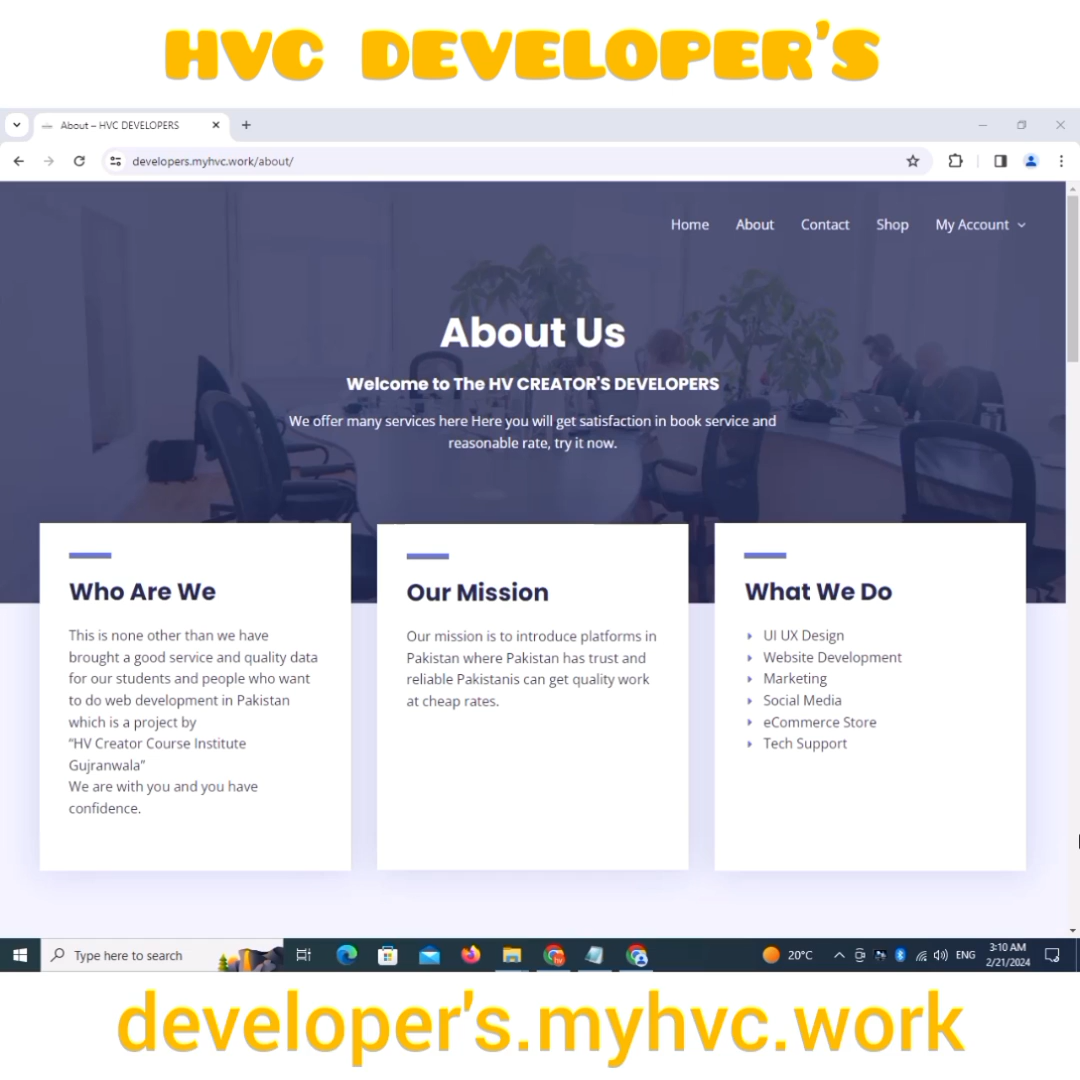 HVC DEVELOPER'S
About – HVC DEVELOPERS
developers.myhvc.work/about/
Home About Contact Shop My Account
About Us
Welcome to The HV CREATOR'S DEVELOPERS
We offer many services here Here you will get satisfaction in book service and
reasonable rate, try it now.
Who Are We
This is none other than we have
brought a good service and quality data
for our students and people who want
to do web development in Pakistan
which is a project by
“HV Creator Course Institute
Gujranwala”
We are with you and you have
confidence.
Our Mission
Our mission is to introduce platforms in
Pakistan where Pakistan has trust and
reliable Pakistanis can get quality work
at cheap rates.
What We Do
UI UX Design
Website Development
Marketing
Social Media
eCommerce Store
Tech Support
Type here to search
20°C
ENG
3:10 AM
2/21/2024
developer's.myhvc.work